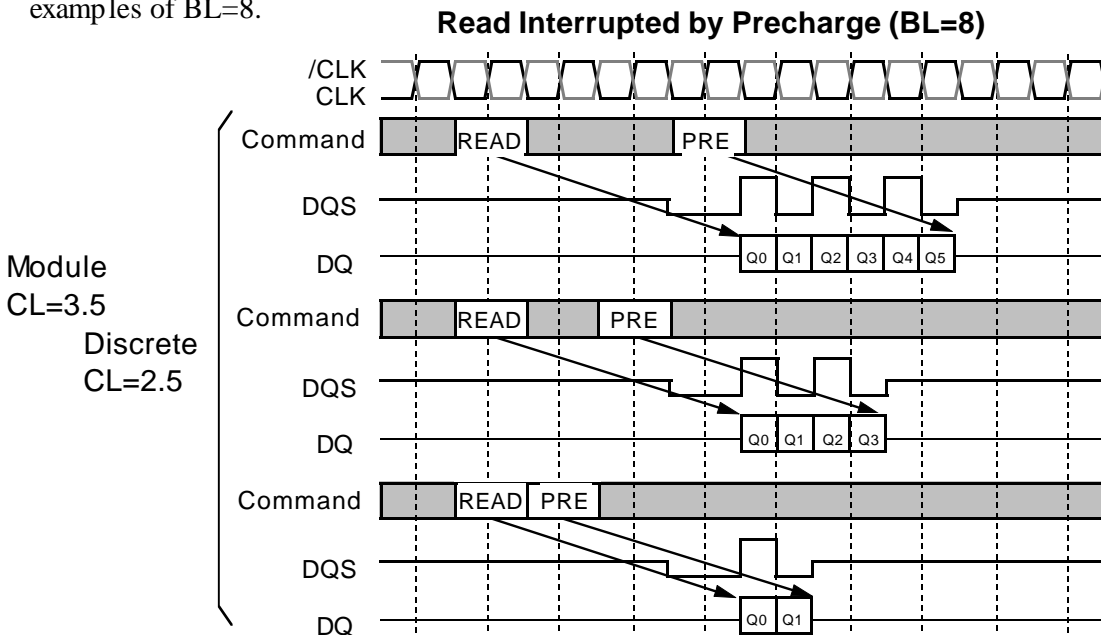 examples of BL=8.
Read Interrupted by Precharge (BL=8)
/CLK
CLK
Command READ PRE
DQS
DQ Q0 Q1 Q2 Q3 Q4 Q5
Module
CL=3.5
Discrete
CL=2.5
Command READ PRE
DQS
DQ Q0 Q1 Q2 Q3
Command READ PRE
DQS
DQ Q0 Q1